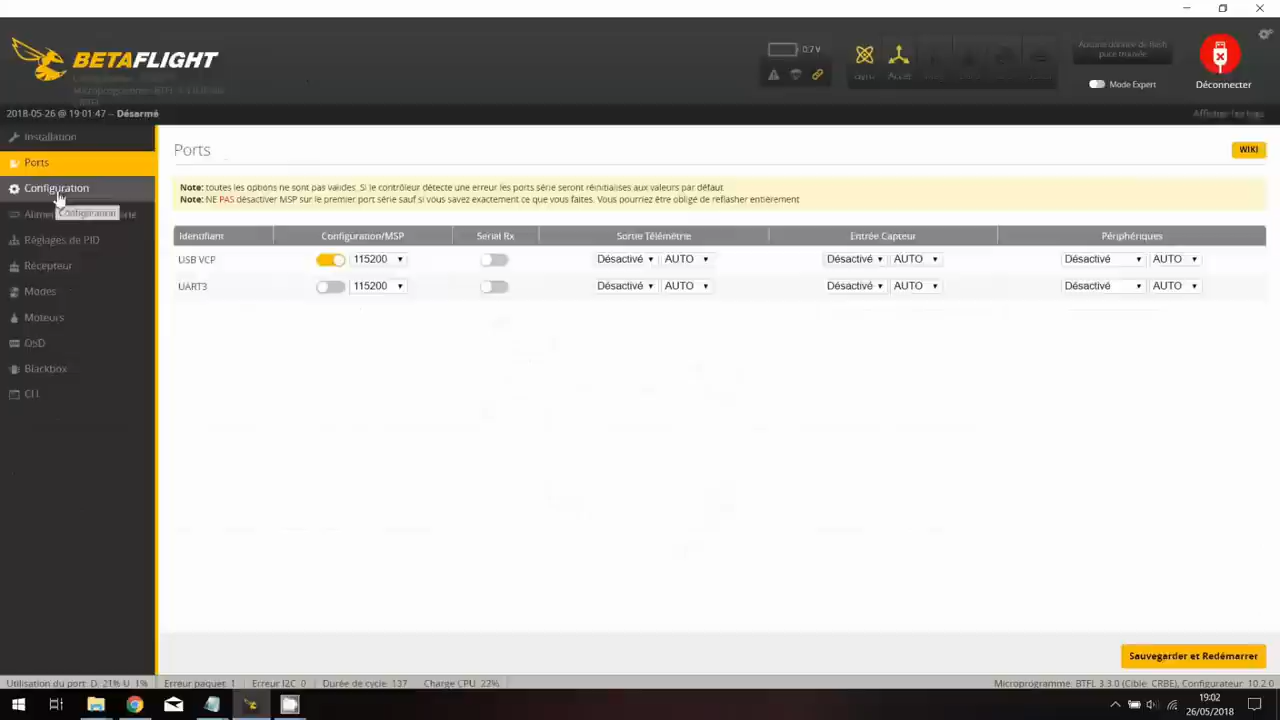 BETAFLIGHT
0.7 V
Mode Expert
Déconnecter
2018-05-26 @ 19:01:47 -- Désarmé
Installation
Ports
Configuration
Configuration
Réglages de PID
Récepteur
Modes
Moteurs
OSD
Blackbox
CLI
Ports
WIKI
Note: toutes les options ne sont pas valides. Si le contrôleur détecte une erreur les ports série seront réinitialises aux valeurs par défaut
Note: NE PAS désactiver MSP sur le premier port série sauf si vous savez exactement ce que vous faites. Vous pourriez être obligé de reflasher entièrement
Identifiant Configuration/MSP Serial Rx Sortie Télémétrie Entrée Capteur Périphériques
USB VCP 115200 Désactivé AUTO Désactivé AUTO Désactivé AUTO
UART3 115200 Désactivé AUTO Désactivé AUTO Désactivé AUTO
Sauvegarder et Redémarrer
Utilisation du port: D: 21% U: 1% Erreur paquet: 1 Erreur I2C: 0 Durée de cycle: 137 Charge CPU: 22% Microprogramme: BTFL 3.3.0 (Cible: CRBE), Configurateur: 10.2.0
19:02
26/05/2018